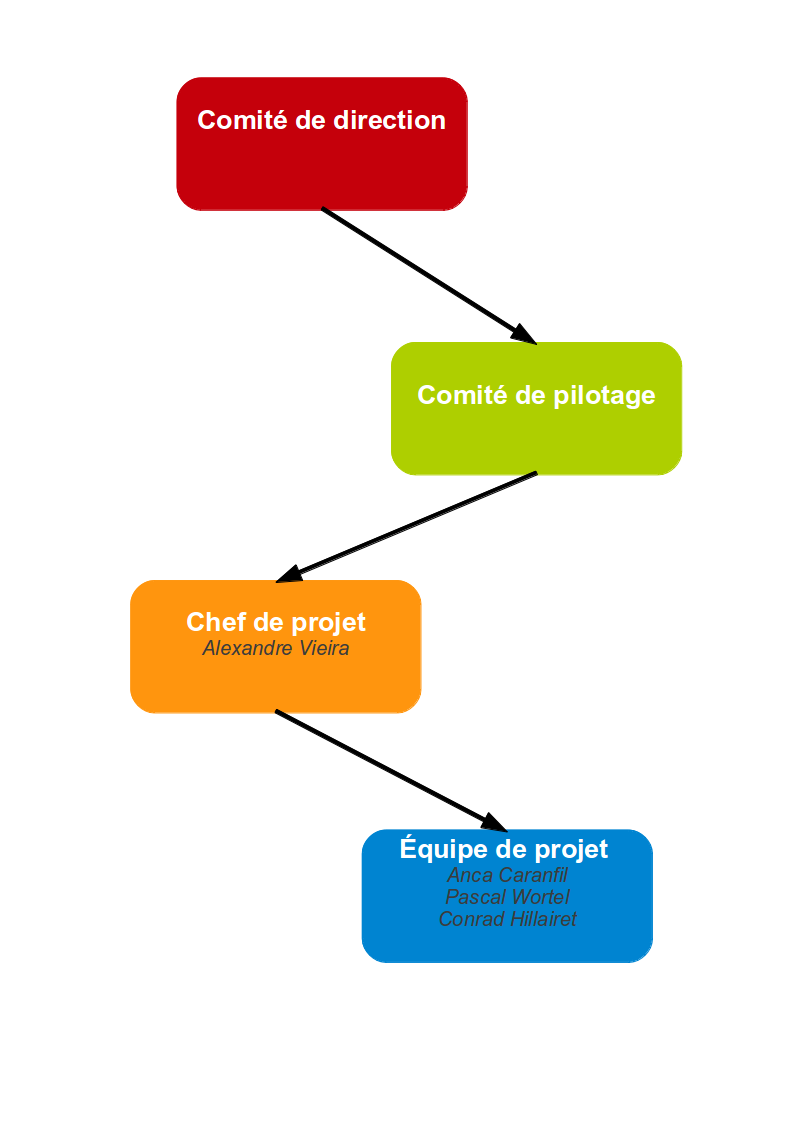 Comité de direction
Comité de pilotage
Chef de projet
Alexandre Vieira
Équipe de projet
Anca Caranfil
Pascal Wortel
Conrad Hillairet